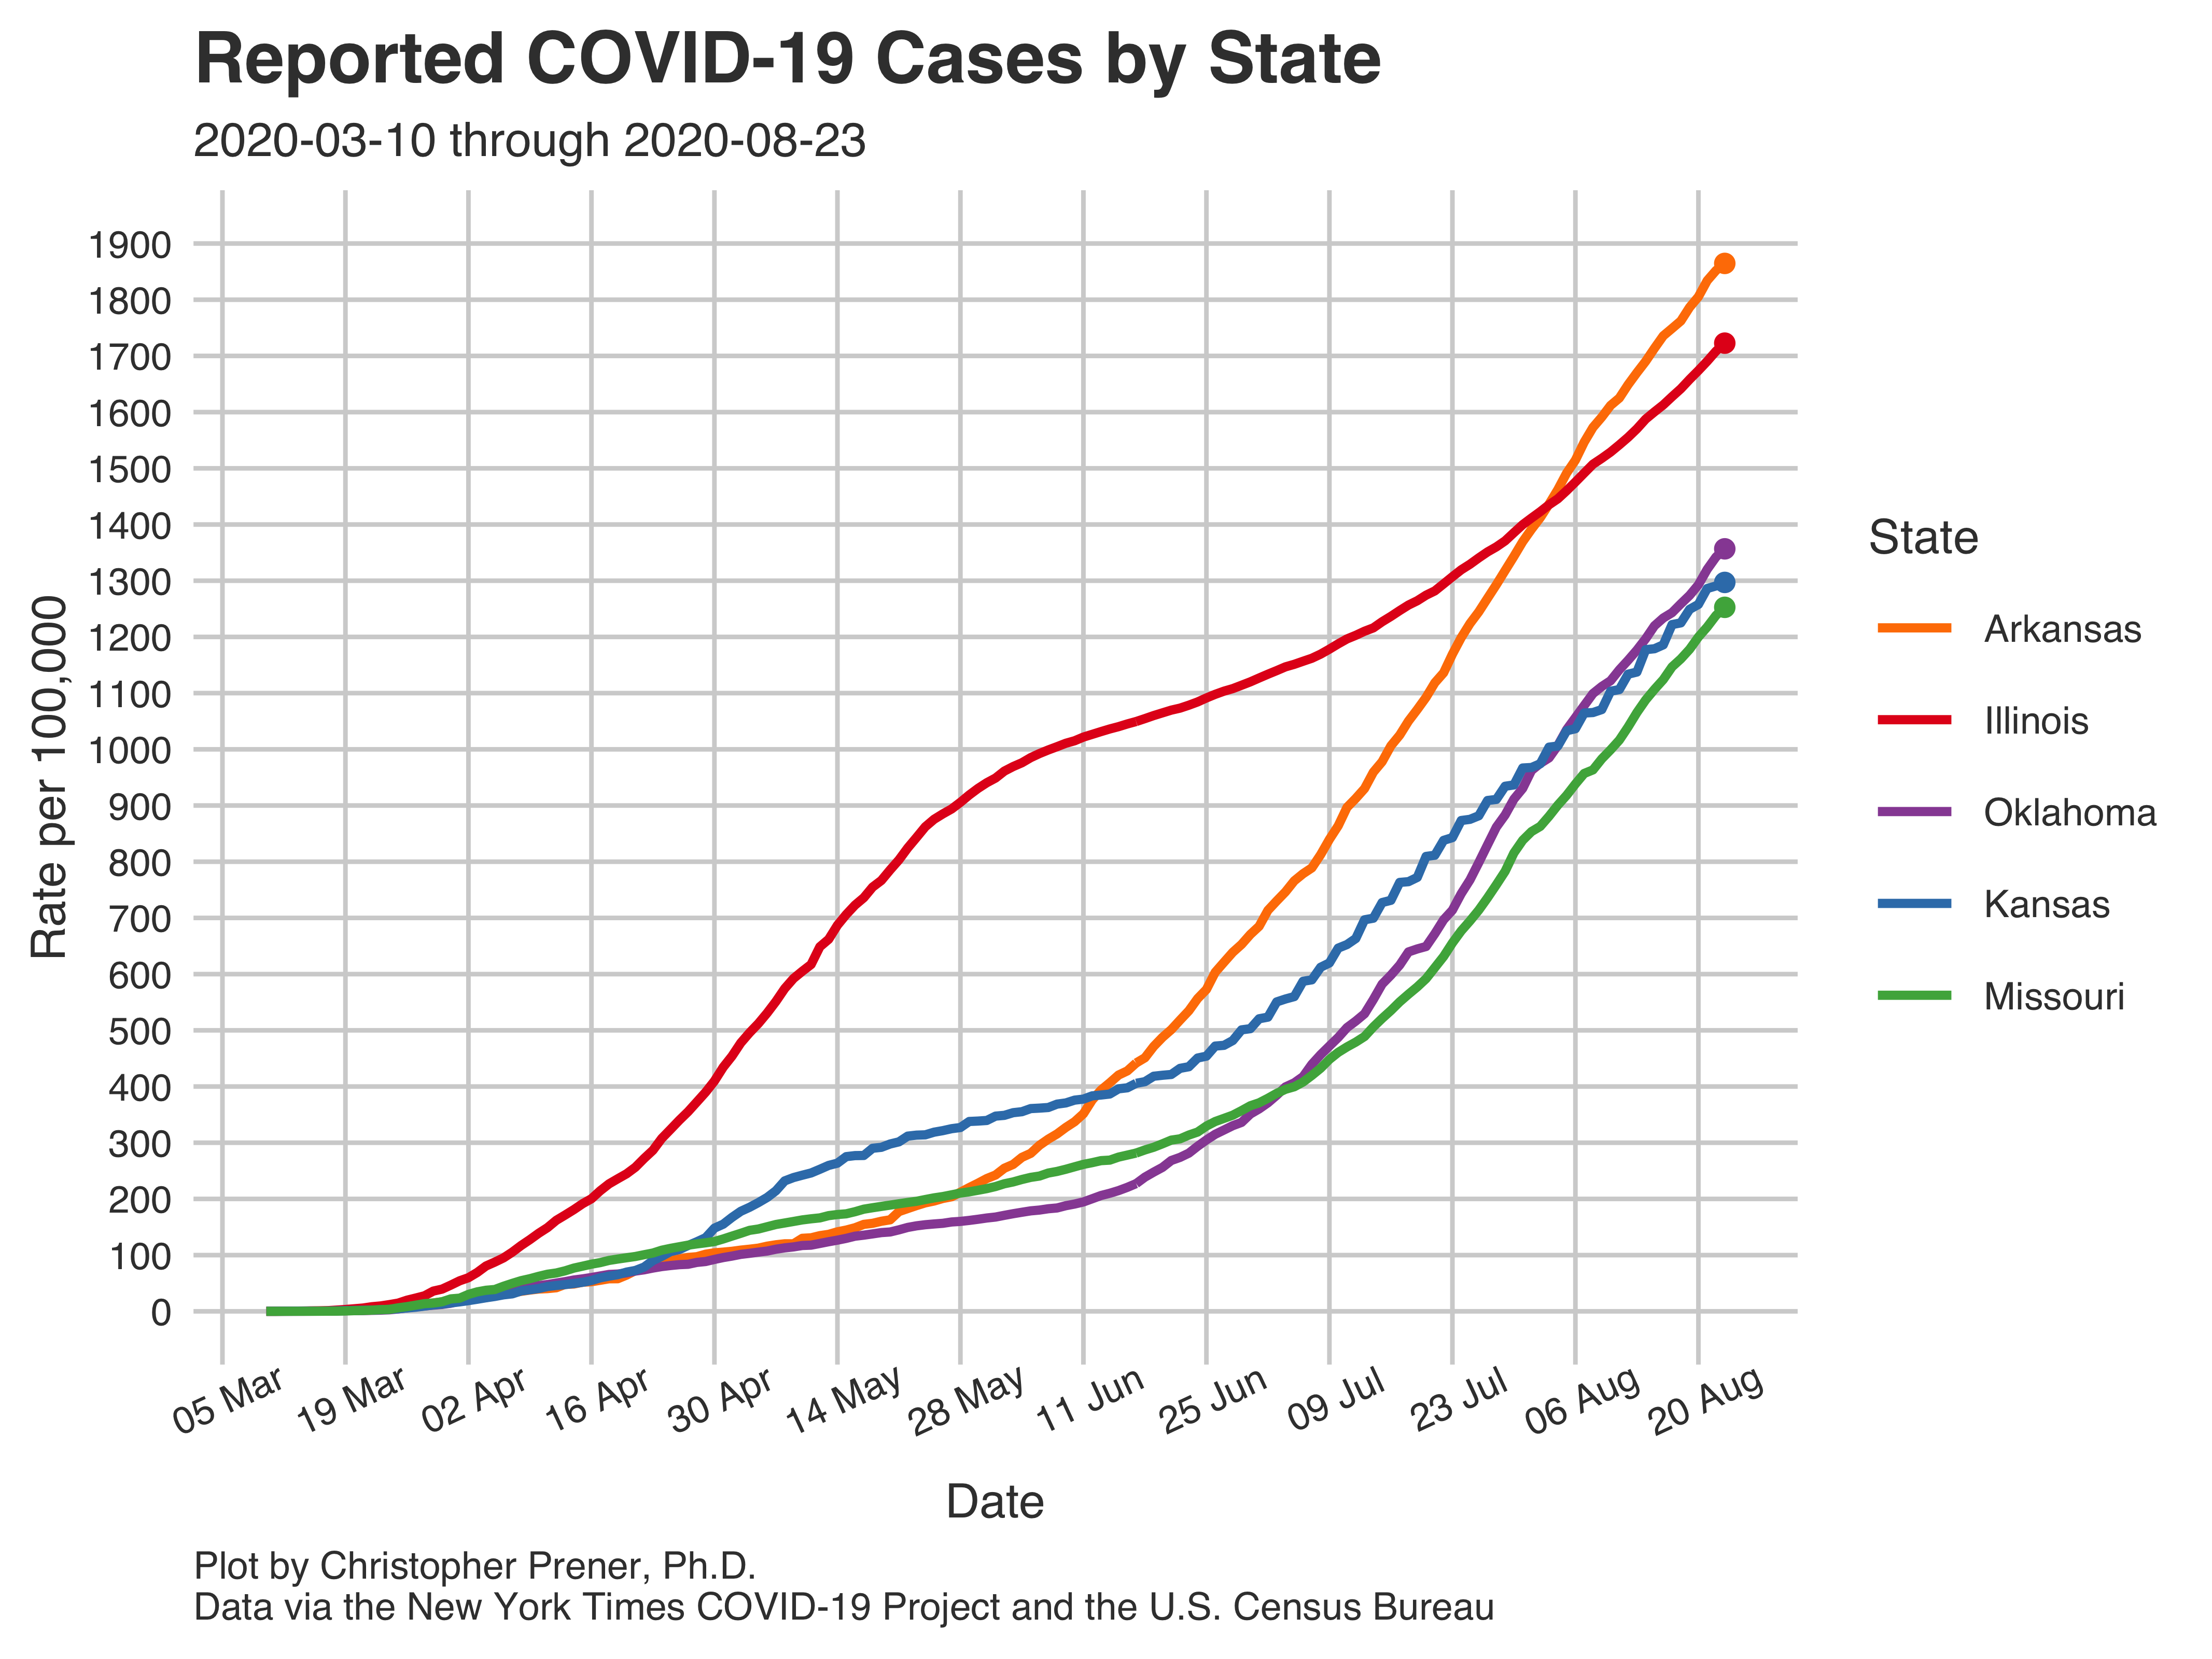 Reported COVID-19 Cases by State
2020-03-10 through 2020-08-23
1900
1800
1700
1600
1500
1400
1300
1200
1100
1000
900
800
700
600
500
400
300
200
100
0
Rate per 100,000
05 Mar
19 Mar
02 Apr
16 Apr
30 Apr
14 May
28 May
11 Jun
25 Jun
09 Jul
23 Jul
06 Aug
20 Aug
Date
State
Arkansas
Illinois
Oklahoma
Kansas
Missouri
Plot by Christopher Prener, Ph.D.
Data via the New York Times COVID-19 Project and the U.S. Census Bureau